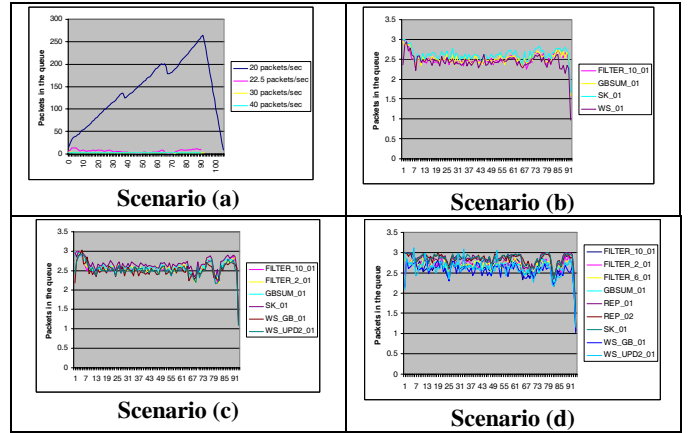 300
250
200
150
100
50
0
Packets in the queue
0
10
20
30
40
50
60
70
80
90
100
20 packets/sec
22.5 packets/sec
30 packets/sec
40 packets/sec
Scenario (a)
3.5
3
2.5
2
1.5
1
0.5
0
Packets in the queue
1 7 13 19 25 31 37 43 49 55 61 67 73 79 85 91
FILTER_10_01
GBSUM_01
SK_01
WS_01
Scenario (b)
3.5
3
2.5
2
1.5
1
0.5
0
Packets in the queue
1 7 13 19 25 31 37 43 49 55 61 67 73 79 85 91
FILTER_10_01
FILTER_2_01
GBSUM_01
SK_01
WS_GB_01
WS_UPD2_01
Scenario (c)
3.5
3
2.5
2
1.5
1
0.5
0
Packets in the queue
1 7 13 19 25 31 37 43 49 55 61 67 73 79 85 91
FILTER_10_01
FILTER_2_01
FILTER_6_01
GBSUM_01
REP_01
REP_02
SK_01
WS_GB_01
WS_UPD2_01
Scenario (d)